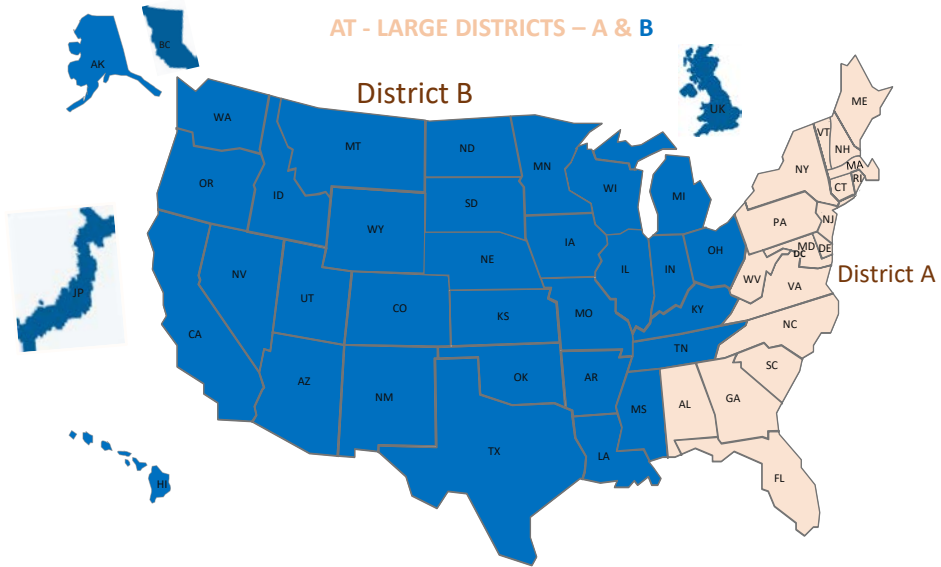 AT - LARGE DISTRICTS – A & B
BC
AK
District B
UK
ME
WA
VT
MT
ND
NH
MN
MA
NY
RI
OR
CT
WI
ID
MI
SD
PA
NJ
WY
IA
MD
DE
OH
DC
NE
NV
IL
IN
District A
WV
VA
JP
UT
CO
KY
KS
MO
NC
CA
TN
SC
AZ
OK
AR
NM
GA
AL
MS
TX
LA
FL
HI